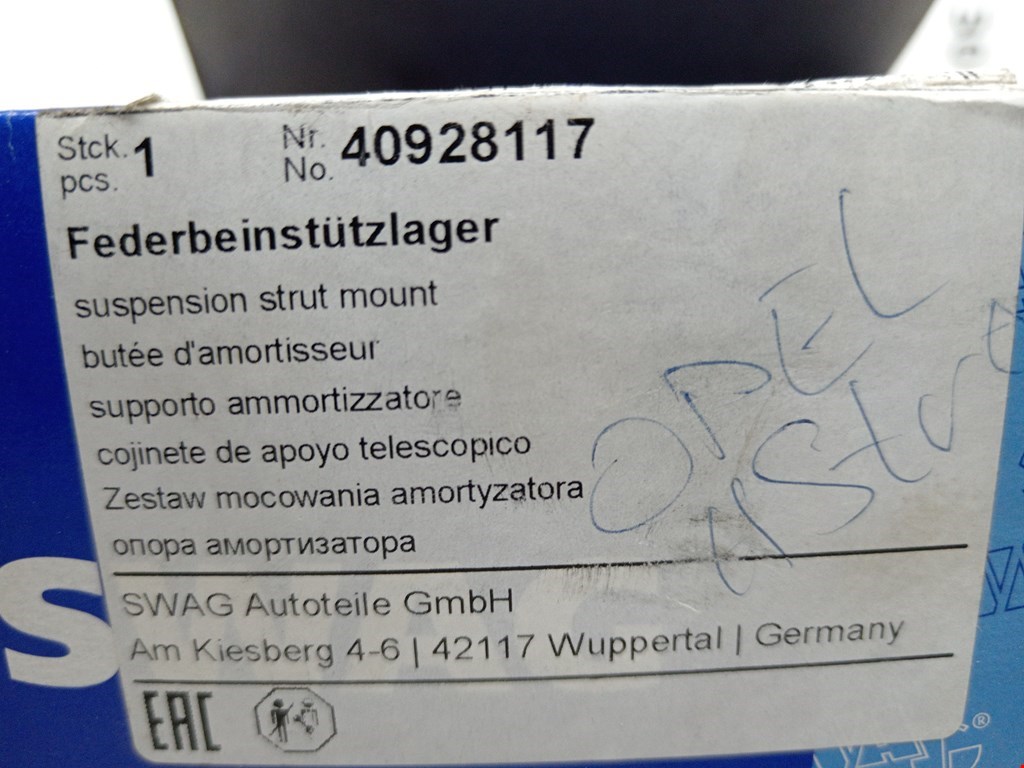 Stck. 1 Nr. 40928117
pcs. No.
Federbeinstützlager
suspension strut mount
butée d'amortisseur
supporto ammortizzatore
cojinete de apoyo telescopico
Zestaw mocowania amortyzatora
опора амортизатора
OPEL
SWAG Autoteile GmbH
Am Kiesberg 4-6 | 42117 Wuppertal | Germany
EAC